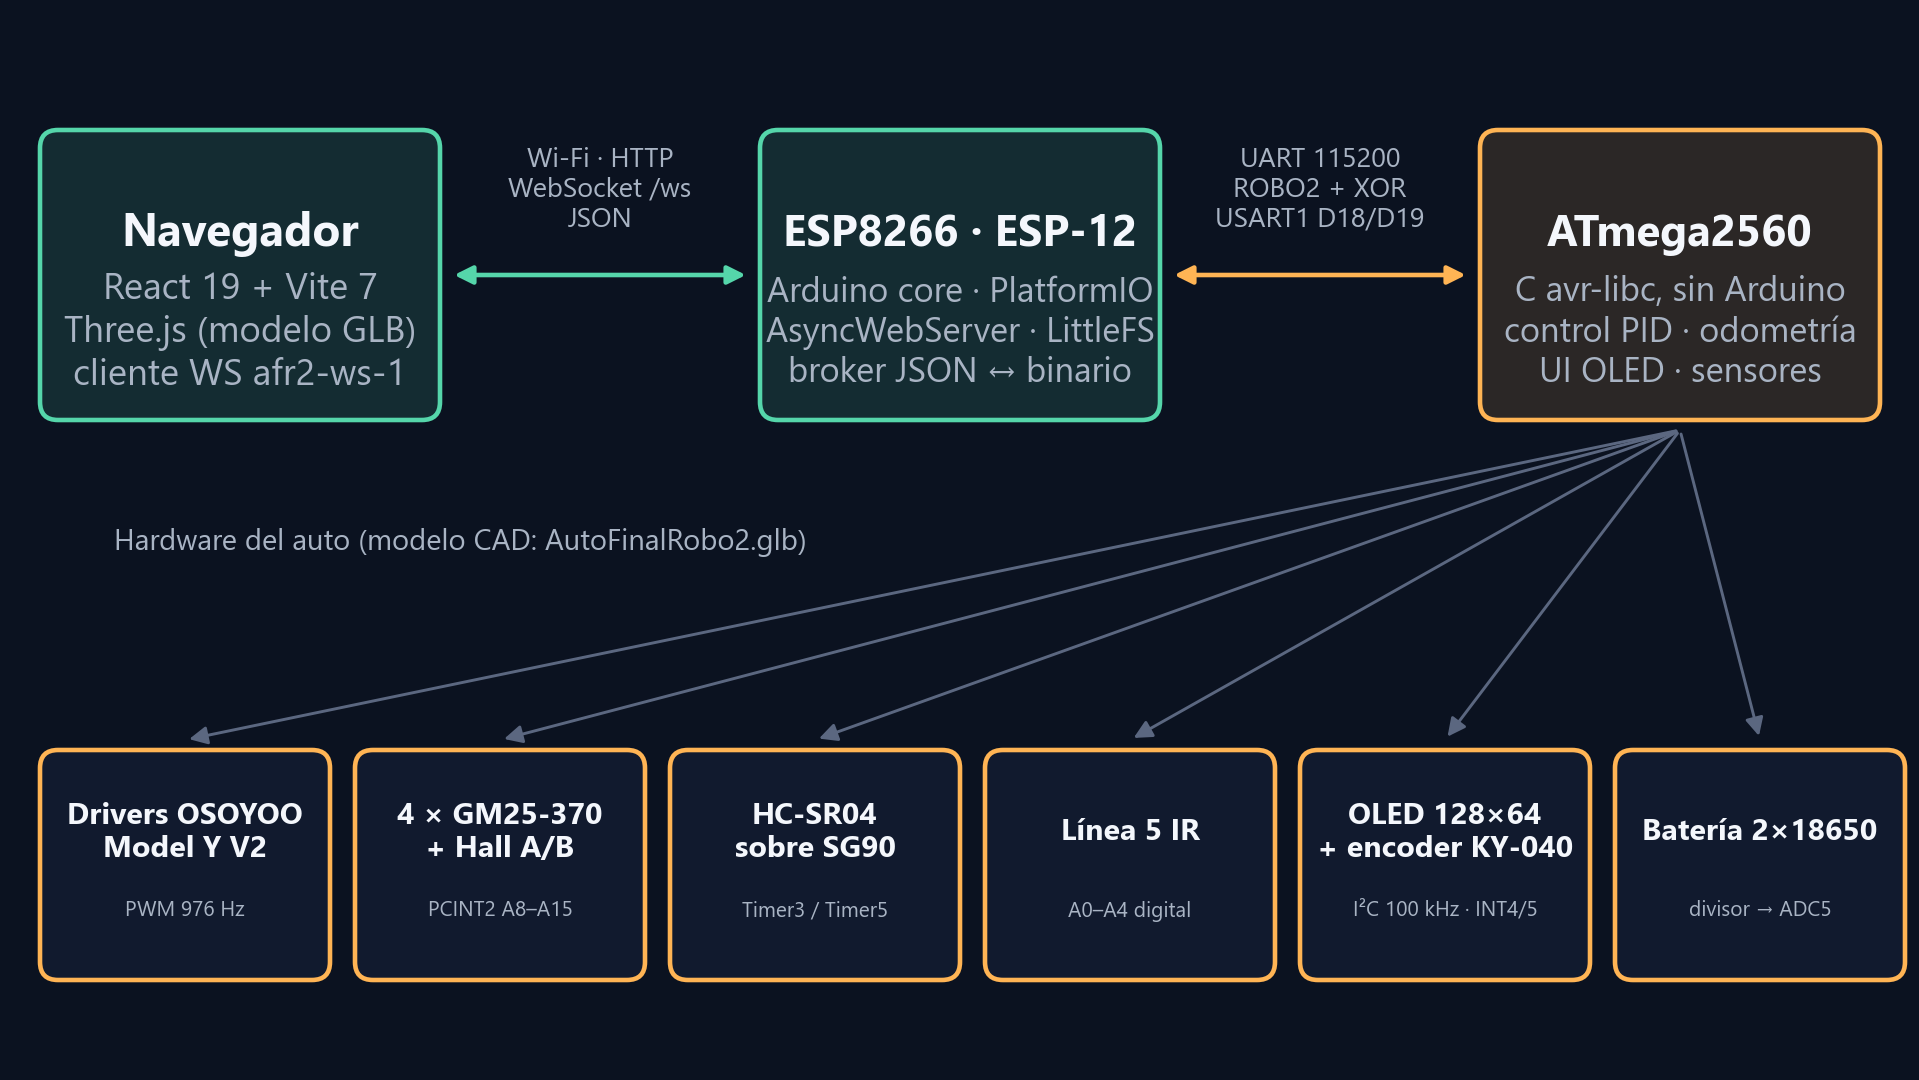 Navegador
React 19 + Vite 7
Three.js (modelo GLB)
cliente WS afr2-ws-1
Wi-Fi · HTTP
WebSocket /ws
JSON
ESP8266 · ESP-12
Arduino core · PlatformIO
AsyncWebServer · LittleFS
broker JSON ↔ binario
UART 115200
ROBO2 + XOR
USART1 D18/D19
ATmega2560
C avr-libc, sin Arduino
control PID · odometría
UI OLED · sensores
Hardware del auto (modelo CAD: AutoFinalRobo2.glb)
Drivers OSOYOO
Model Y V2
PWM 976 Hz
4 × GM25-370
+ Hall A/B
PCINT2 A8–A15
HC-SR04
sobre SG90
Timer3 / Timer5
Línea 5 IR
A0–A4 digital
OLED 128×64
+ encoder KY-040
I²C 100 kHz · INT4/5
Batería 2×18650
divisor → ADC5